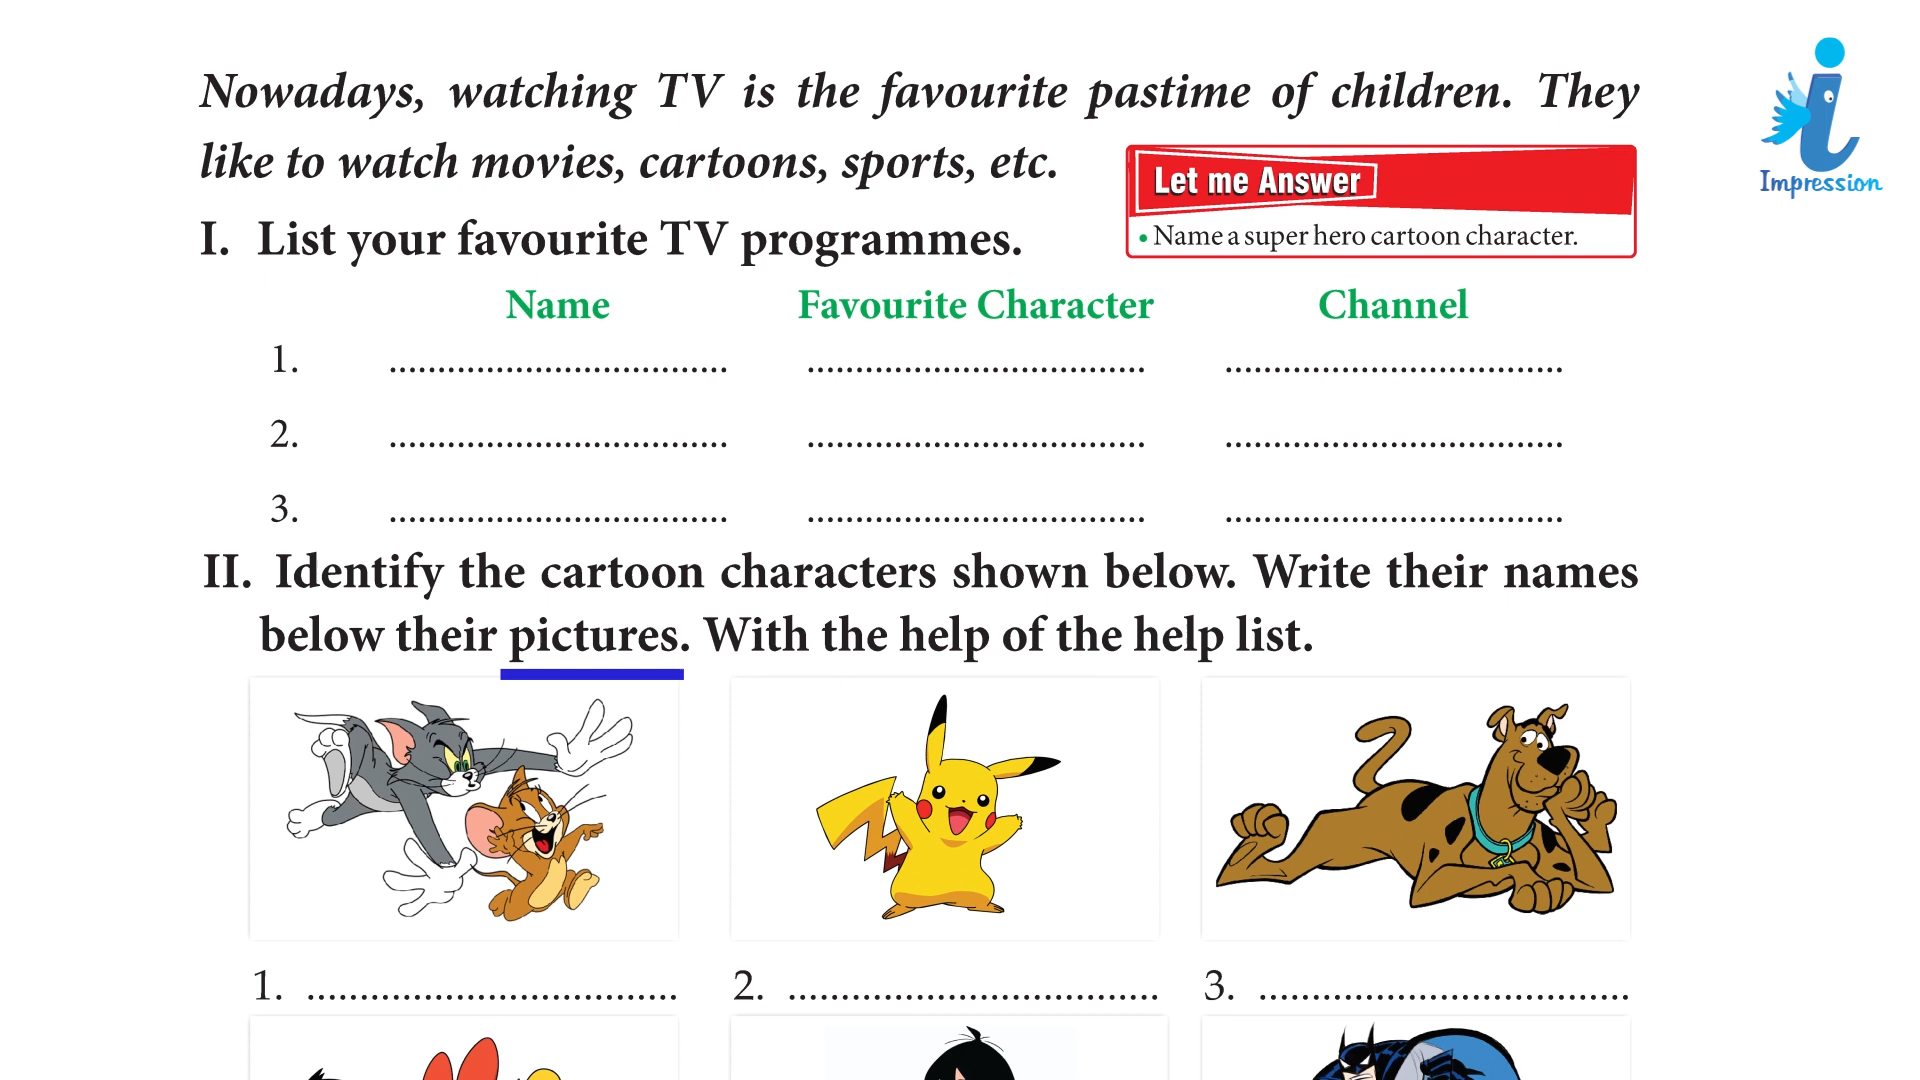 Nowadays, watching TV is the favourite pastime of children. They
like to watch movies, cartoons, sports, etc.
Impression
Let me Answer
• Name a super hero cartoon character.
I. List your favourite TV programmes.
Name Favourite Character Channel
1. .................................. .................................. ..................................
2. .................................. .................................. ..................................
3. .................................. .................................. ..................................
II. Identify the cartoon characters shown below. Write their names
below their pictures. With the help of the help list.
1. .................................. 2. .................................. 3. ..................................